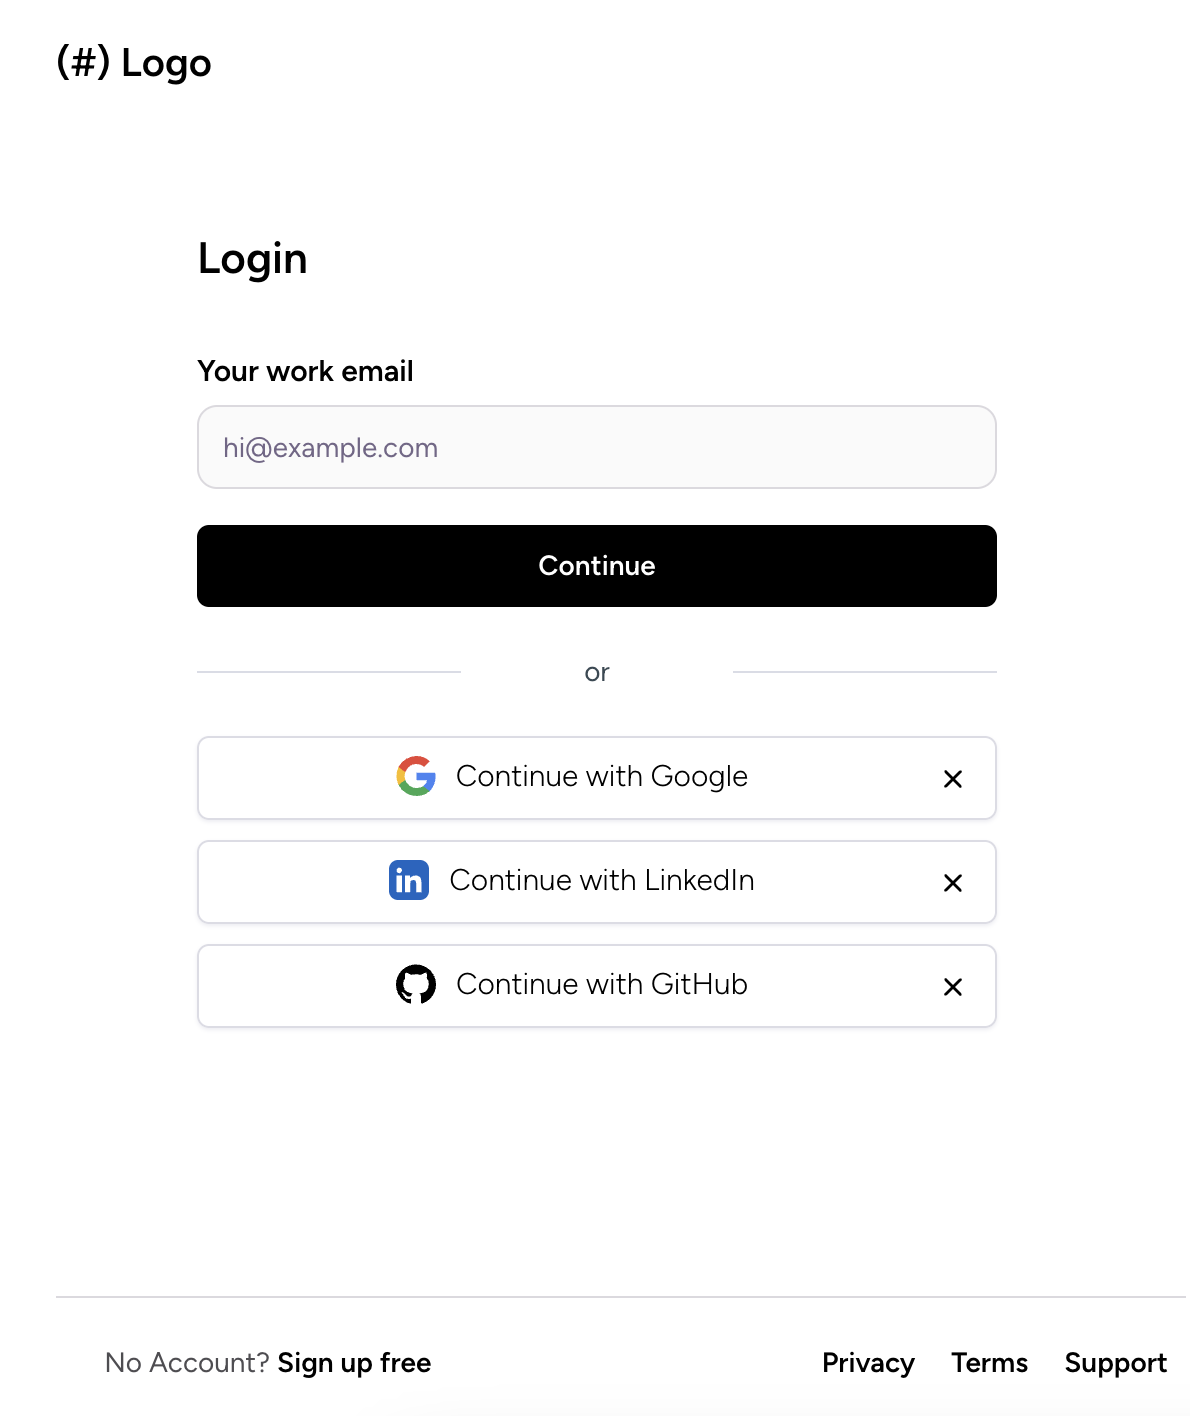 (#) Logo
Login
Your work email
hi@example.com
Continue
or
Continue with Google
Continue with LinkedIn
Continue with GitHub
No Account? Sign up free
Privacy Terms Support